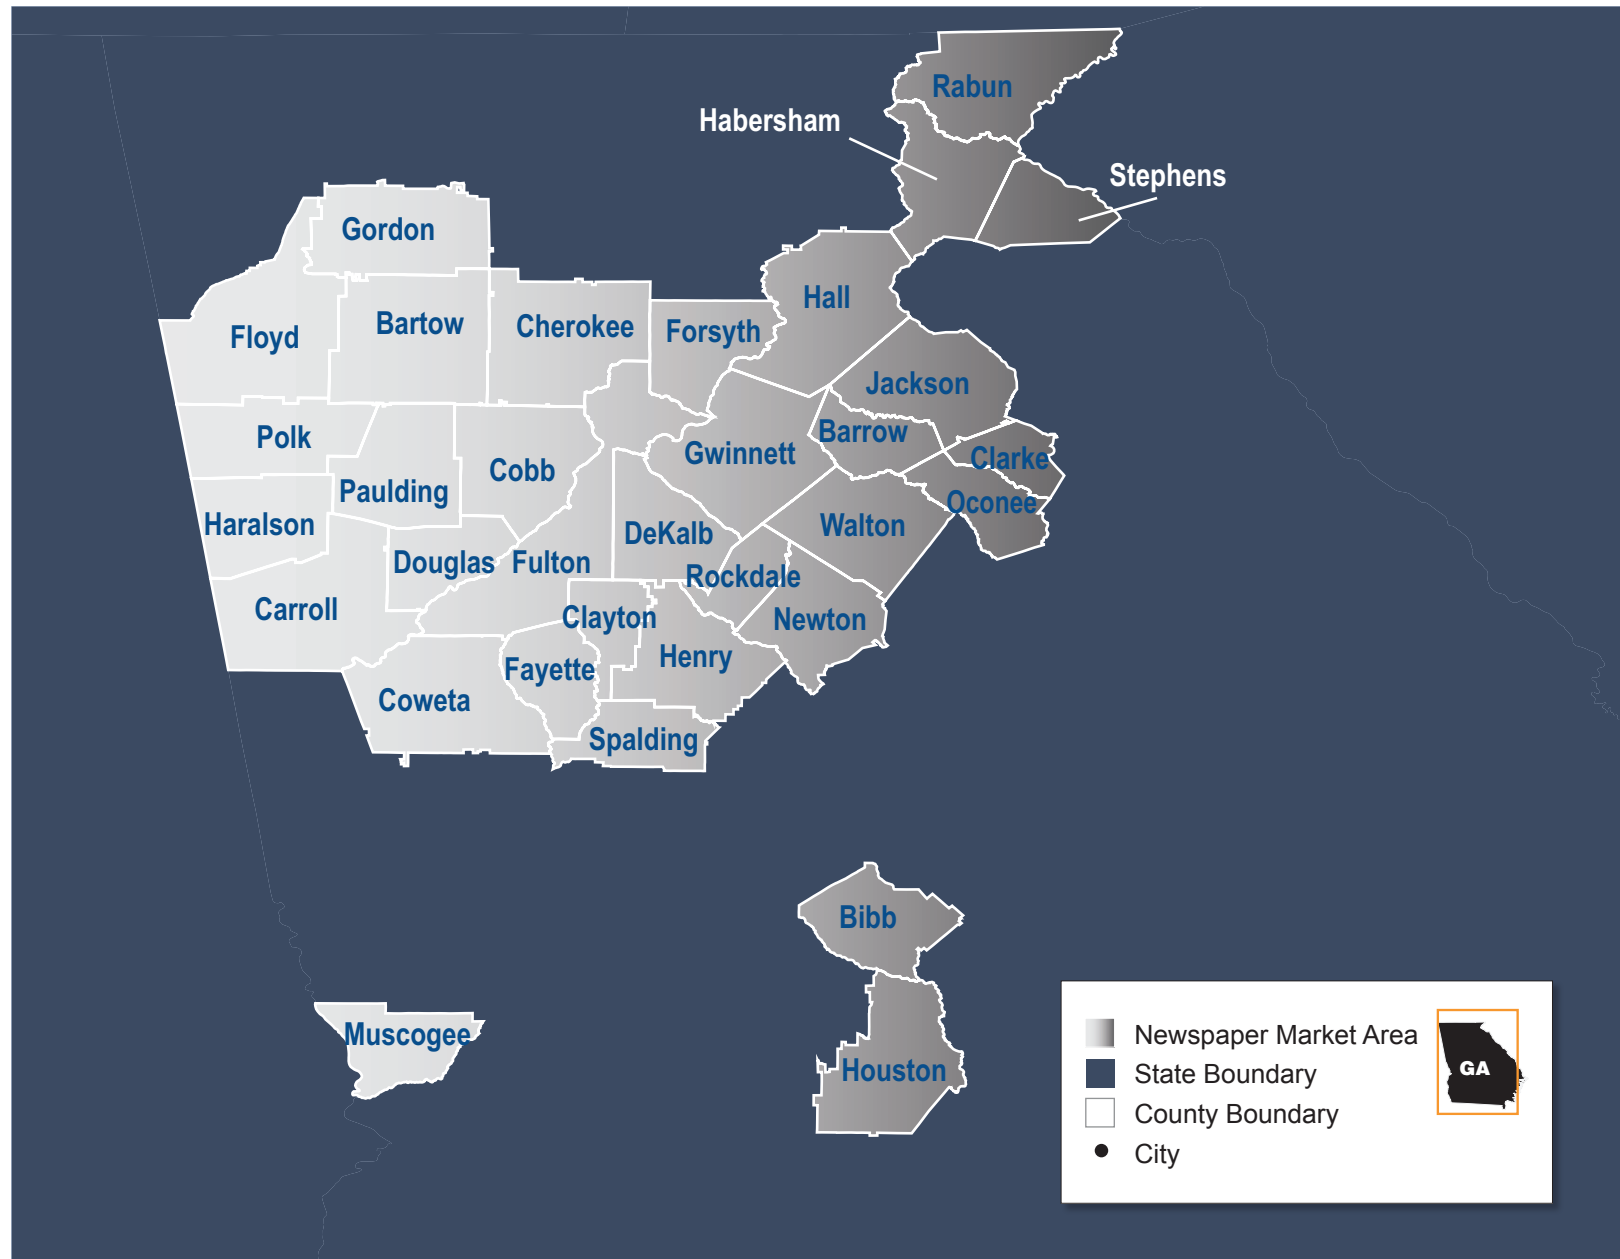 Rabun
Habersham
Stephens
Gordon
Hall
Floyd
Bartow
Cherokee
Forsyth
Jackson
Polk
Barrow
Gwinnett
Clarke
Cobb
Paulding
Oconee
Haralson
Walton
DeKalb
Douglas
Fulton
Rockdale
Carroll
Clayton
Newton
Henry
Fayette
Coweta
Spalding
Bibb
Muscogee
Houston
Newspaper Market Area
GA
State Boundary
County Boundary
City